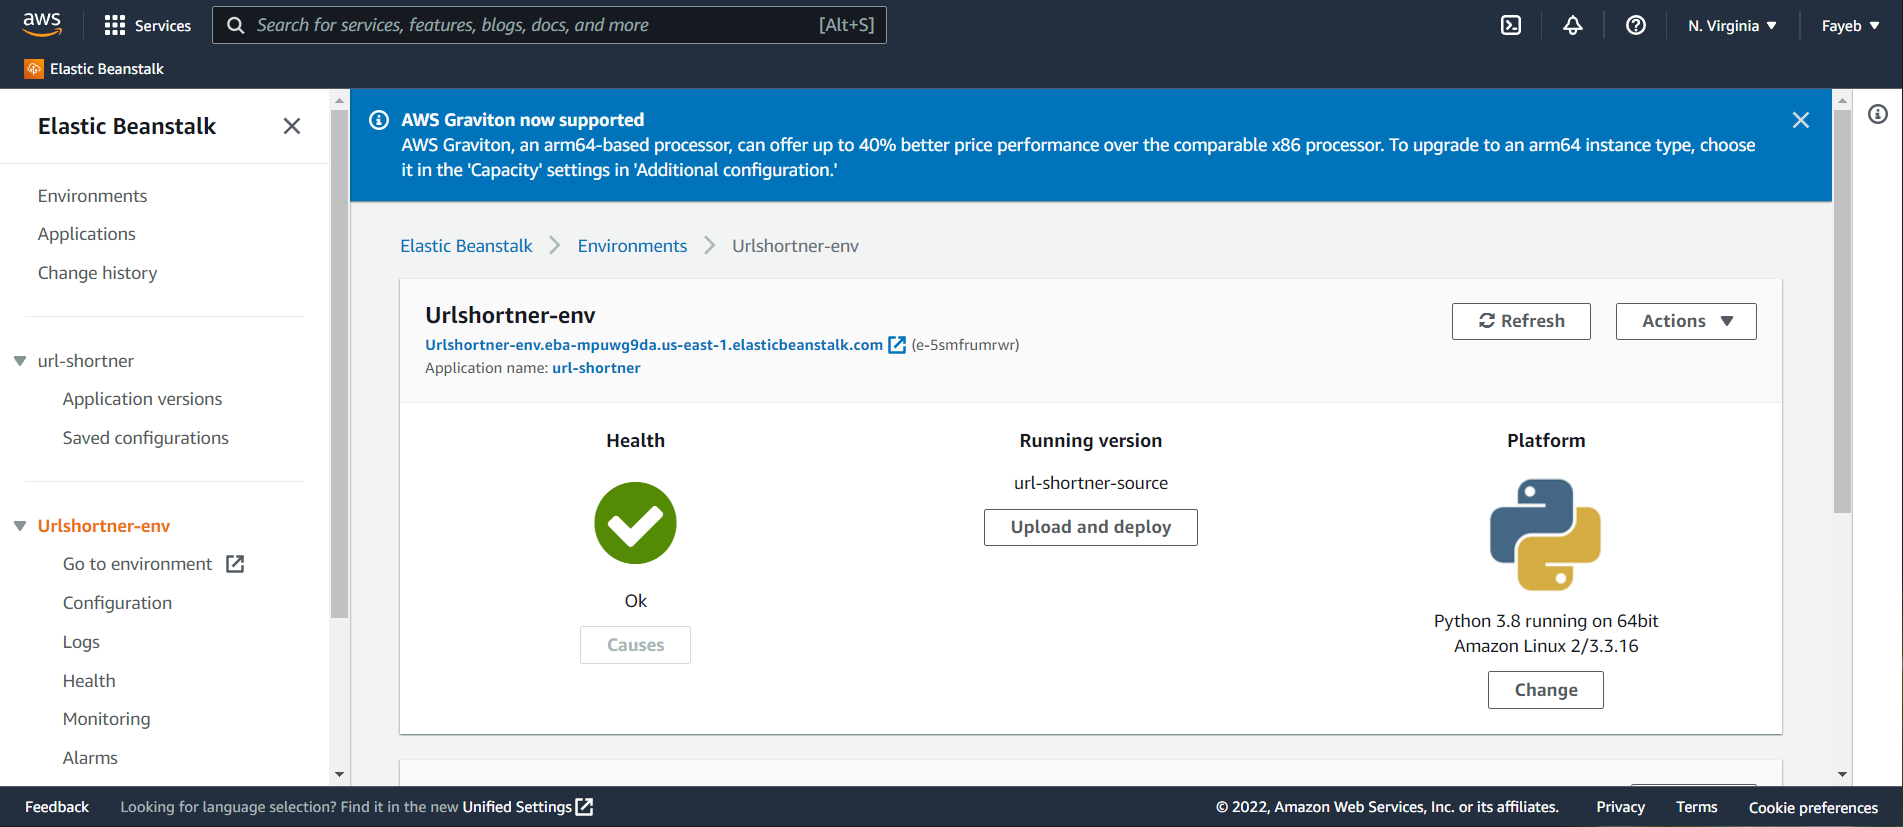 aws
Services
Search for services, features, blogs, docs, and more
[Alt+S]
N. Virginia
Fayeb
Elastic Beanstalk
Elastic Beanstalk
Environments
Applications
Change history
url-shortner
Application versions
Saved configurations
Urlshortner-env
Go to environment
Configuration
Logs
Health
Monitoring
Alarms
AWS Graviton now supported
AWS Graviton, an arm64-based processor, can offer up to 40% better price performance over the comparable x86 processor. To upgrade to an arm64 instance type, choose
it in the 'Capacity' settings in 'Additional configuration.'
Elastic Beanstalk
Environments
Urlshortner-env
Urlshortner-env
Urlshortner-env.eba-mpuwg9da.us-east-1.elasticbeanstalk.com (e-5smfrumrwr)
Application name: url-shortner
Refresh
Actions
Health
Ok
Causes
Running version
url-shortner-source
Upload and deploy
Platform
Python 3.8 running on 64bit
Amazon Linux 2/3.3.16
Change
Feedback
Looking for language selection? Find it in the new Unified Settings
© 2022, Amazon Web Services, Inc. or its affiliates.
Privacy
Terms
Cookie preferences